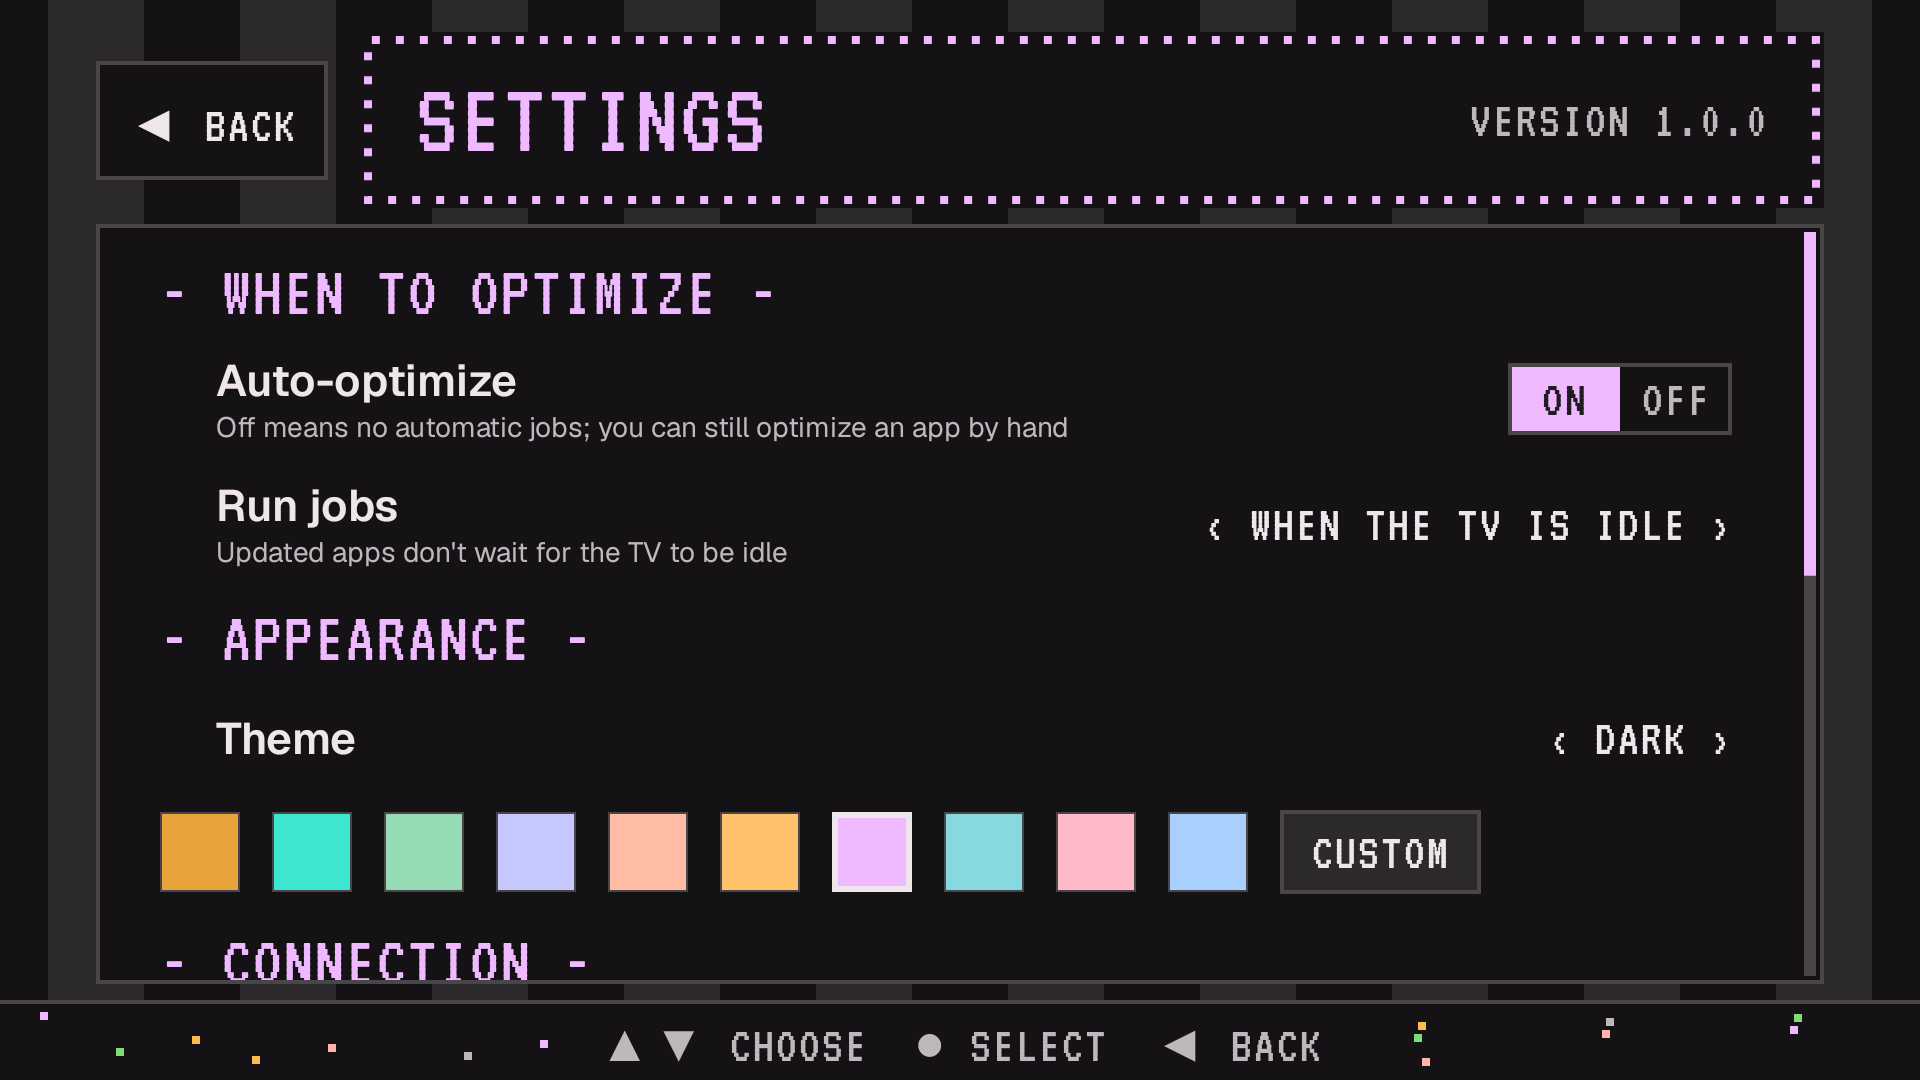 ◀ BACK
SETTINGS
VERSION 1.0.0
- WHEN TO OPTIMIZE -
Auto-optimize
Off means no automatic jobs; you can still optimize an app by hand
ON OFF
Run jobs
Updated apps don't wait for the TV to be idle
‹ WHEN THE TV IS IDLE ›
- APPEARANCE -
Theme
‹ DARK ›
CUSTOM
- CONNECTION -
▲ ▼ CHOOSE ● SELECT ◀ BACK